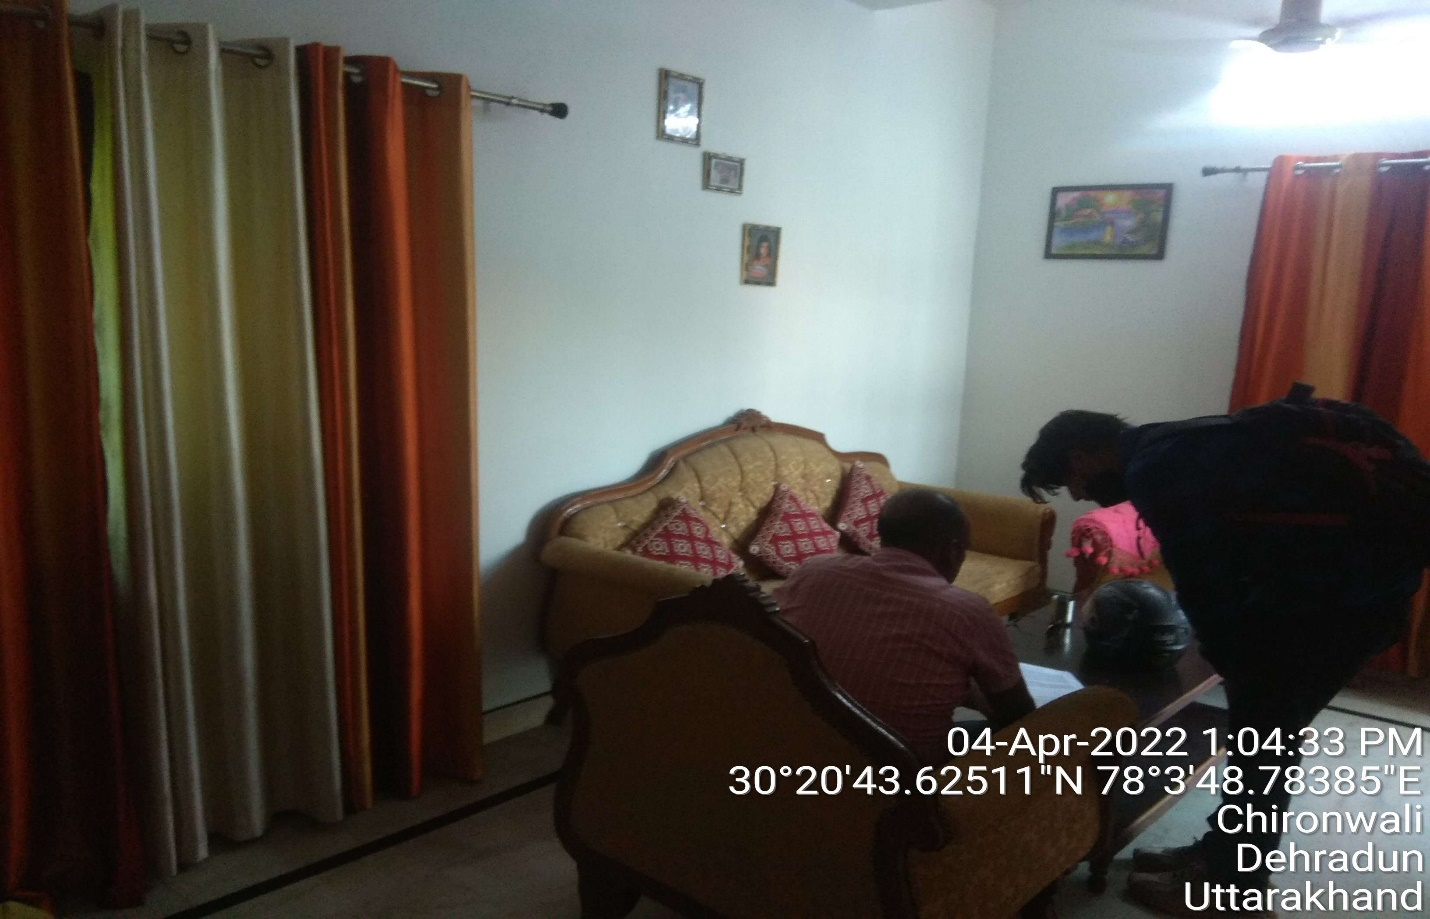 04-Apr-2022 1:04:33 PM
30°20'43.62511"N 78°3'48.78385"E
Chironwali
Dehradun
Uttarakhand